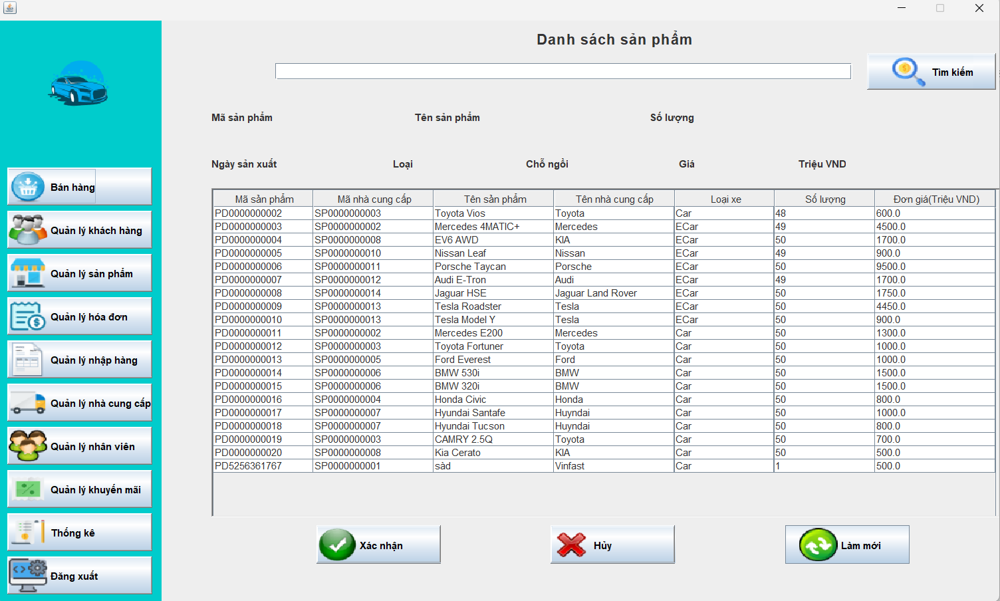 Danh sách sản phẩm
Tìm kiếm
Mã sản phẩm Tên sản phẩm Số lượng
Ngày sản xuất Loại Chỗ ngồi Giá Triệu VND
Bán hàng
Quản lý khách hàng
Quản lý sản phẩm
Quản lý hóa đơn
Quản lý nhập hàng
Quản lý nhà cung cấp
Quản lý nhân viên
Quản lý khuyến mãi
Thống kê
Đăng xuất
Mã sản phẩm Mã nhà cung cấp Tên sản phẩm Tên nhà cung cấp Loại xe Số lượng Đơn giá(Triệu VND)
PD0000000002 SP0000000003 Toyota Vios Toyota Car 48 600.0
PD0000000003 SP0000000002 Mercedes 4MATIC+ Mercedes ECar 49 4500.0
PD0000000004 SP0000000008 EV6 AWD KIA ECar 50 1700.0
PD0000000005 SP0000000010 Nissan Leaf Nissan ECar 49 900.0
PD0000000006 SP0000000011 Porsche Taycan Porsche ECar 50 9500.0
PD0000000007 SP0000000012 Audi E-Tron Audi ECar 49 1700.0
PD0000000008 SP0000000014 Jaguar HSE Jaguar Land Rover ECar 50 1750.0
PD0000000009 SP0000000013 Tesla Roadster Tesla ECar 50 4450.0
PD0000000010 SP0000000013 Tesla Model Y Tesla ECar 50 900.0
PD0000000011 SP0000000002 Mercedes E200 Mercedes Car 50 1300.0
PD0000000012 SP0000000003 Toyota Fortuner Toyota Car 50 1000.0
PD0000000013 SP0000000005 Ford Everest Ford Car 50 1000.0
PD0000000014 SP0000000006 BMW 530i BMW Car 50 1500.0
PD0000000015 SP0000000006 BMW 320i BMW Car 50 1500.0
PD0000000016 SP0000000004 Honda Civic Honda Car 50 800.0
PD0000000017 SP0000000007 Hyundai Santafe Huyndai Car 50 1000.0
PD0000000018 SP0000000007 Hyundai Tucson Huyndai Car 50 800.0
PD0000000019 SP0000000003 CAMRY 2.5Q Toyota Car 50 700.0
PD0000000020 SP0000000008 Kia Cerato KIA Car 50 500.0
PD5256361767 SP0000000001 sàd Vinfast Car 1 500.0
Xác nhận Hủy Làm mới